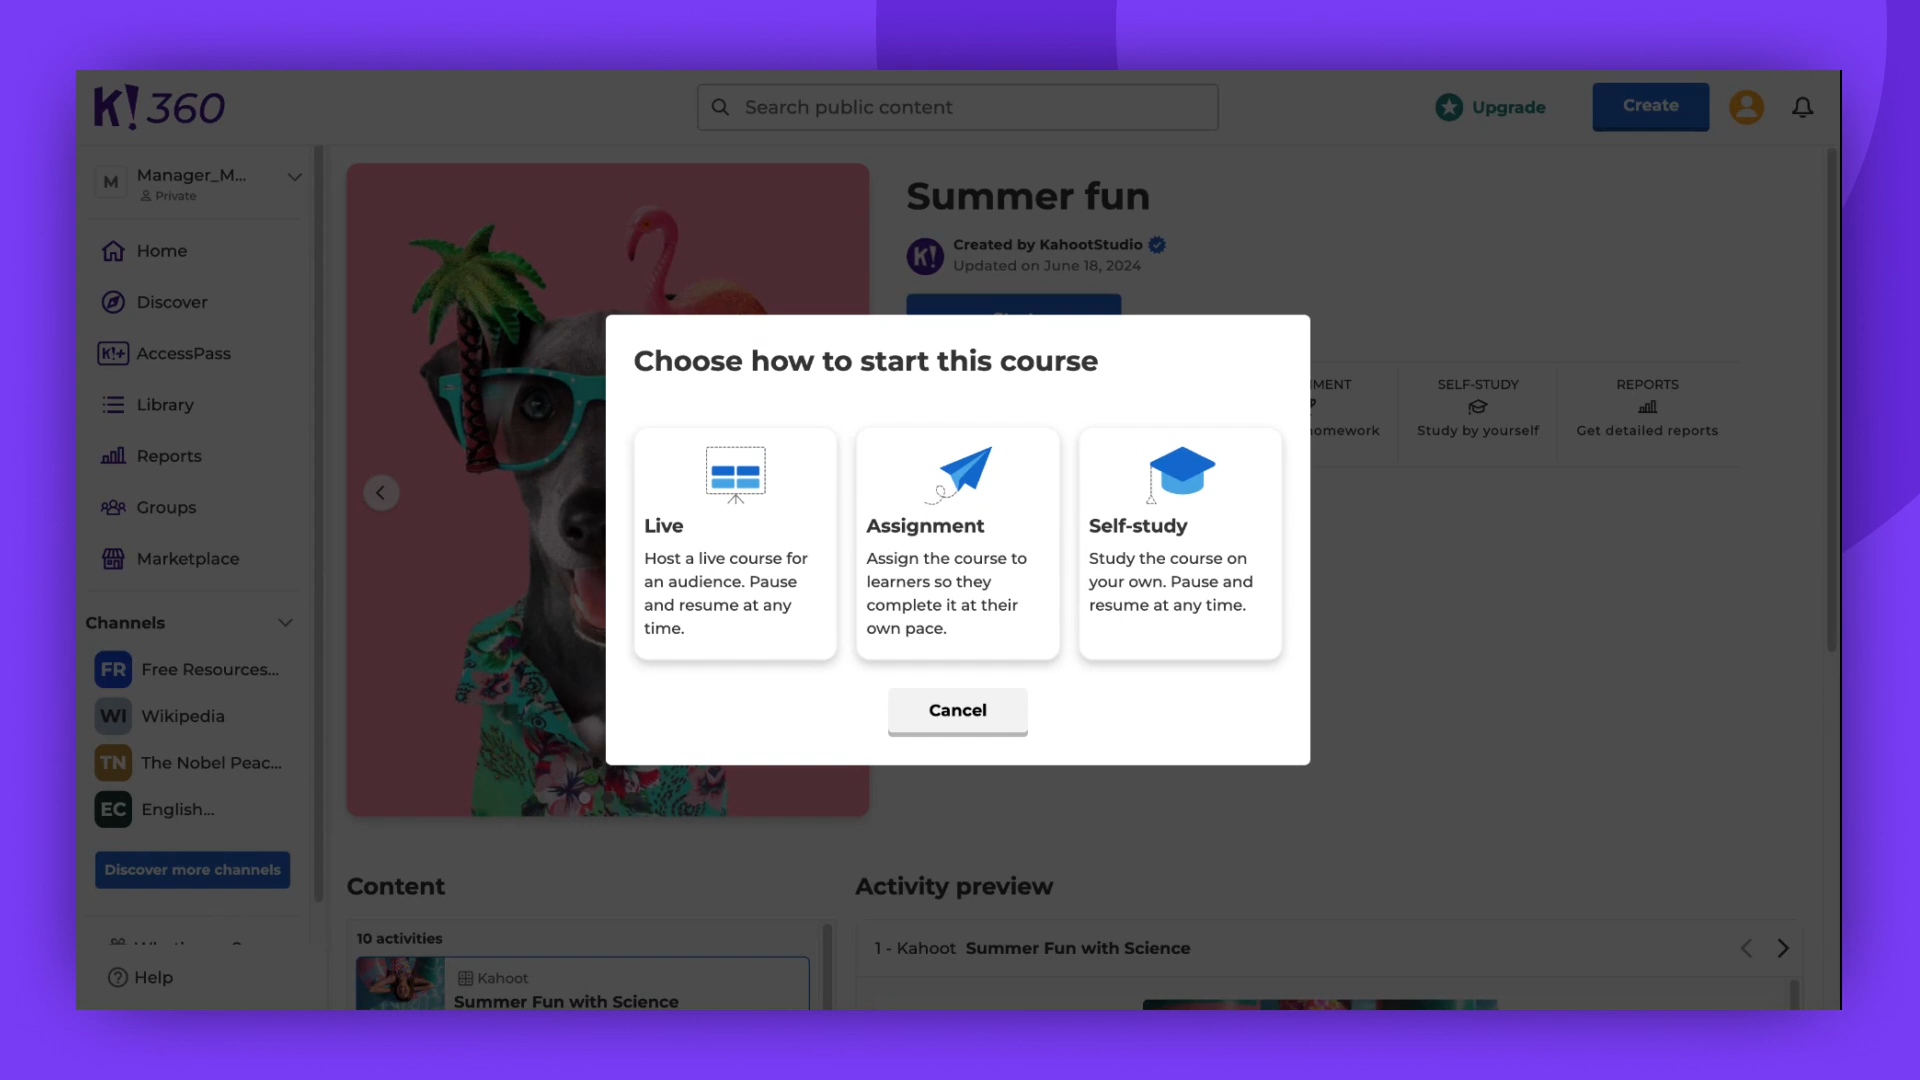 K! 360
Search public content
Upgrade
Create
M
Manager_M...
Private
Home
Discover
K!+ AccessPass
Library
Reports
Groups
Marketplace
Channels
FR Free Resources...
WI Wikipedia
TN The Nobel Peac...
EC English...
Discover more channels
Help
Summer fun
K!
Created by KahootStudio
Updated on June 18, 2024
SELF-STUDY
Study by yourself
REPORTS
Get detailed reports
Choose how to start this course
Live
Host a live course for
an audience. Pause
and resume at any
time.
Assignment
Assign the course to
learners so they
complete it at their
own pace.
Self-study
Study the course on
your own. Pause and
resume at any time.
Cancel
Content
10 activities
Kahoot
Summer Fun with Science
Activity preview
1 - Kahoot Summer Fun with Science